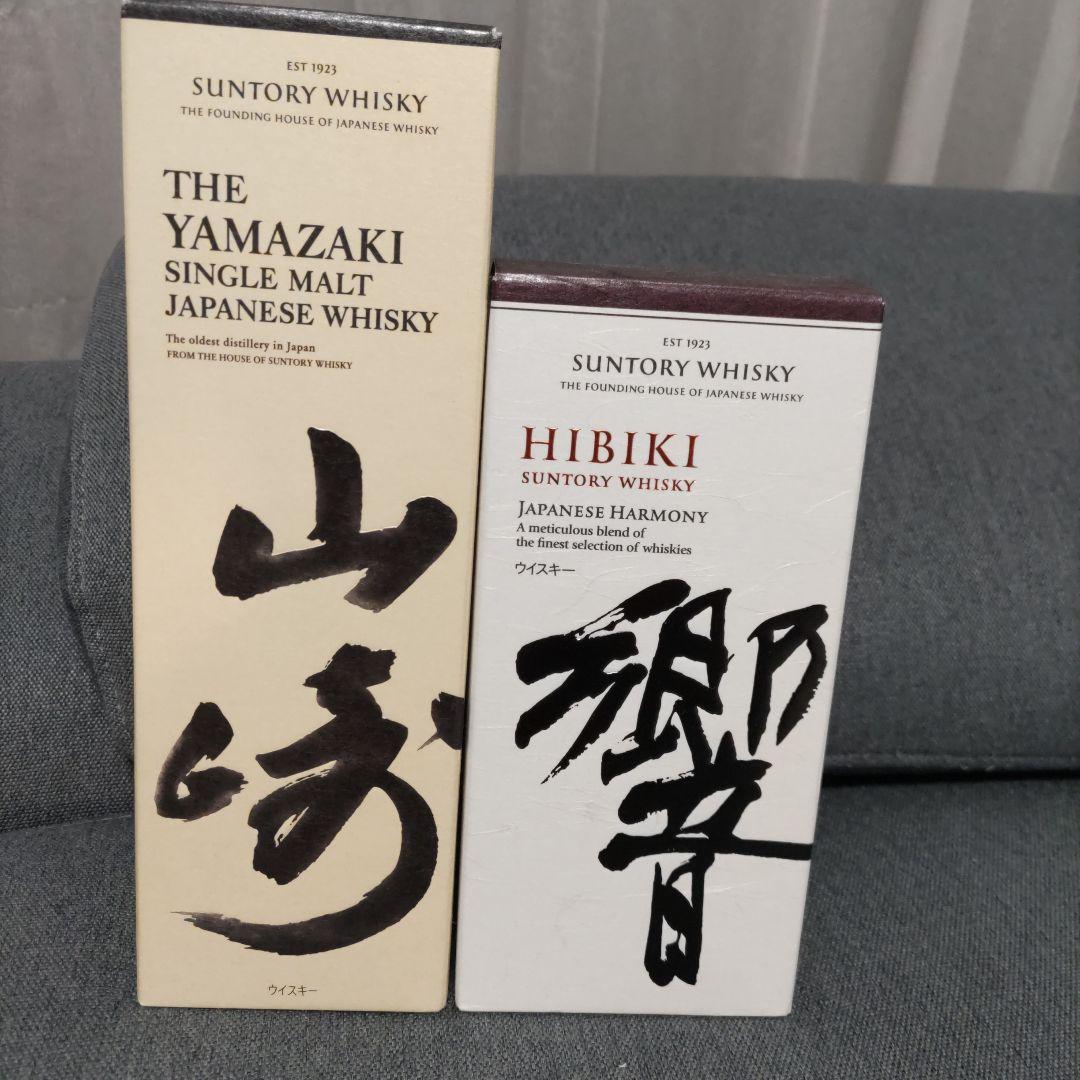 EST 1923
SUNTORY WHISKY
THE FOUNDING HOUSE OF JAPANESE WHISKY
THE
YAMAZAKI
SINGLE MALT
JAPANESE WHISKY
The oldest distillery in Japan
FROM THE HOUSE OF SUNTORY WHISKY
山
崎
ウイスキー
EST 1923
SUNTORY WHISKY
THE FOUNDING HOUSE OF JAPANESE WHISKY
HIBIKI
SUNTORY WHISKY
JAPANESE HARMONY
A meticulous blend of
the finest selection of whiskies
ウイスキー
響